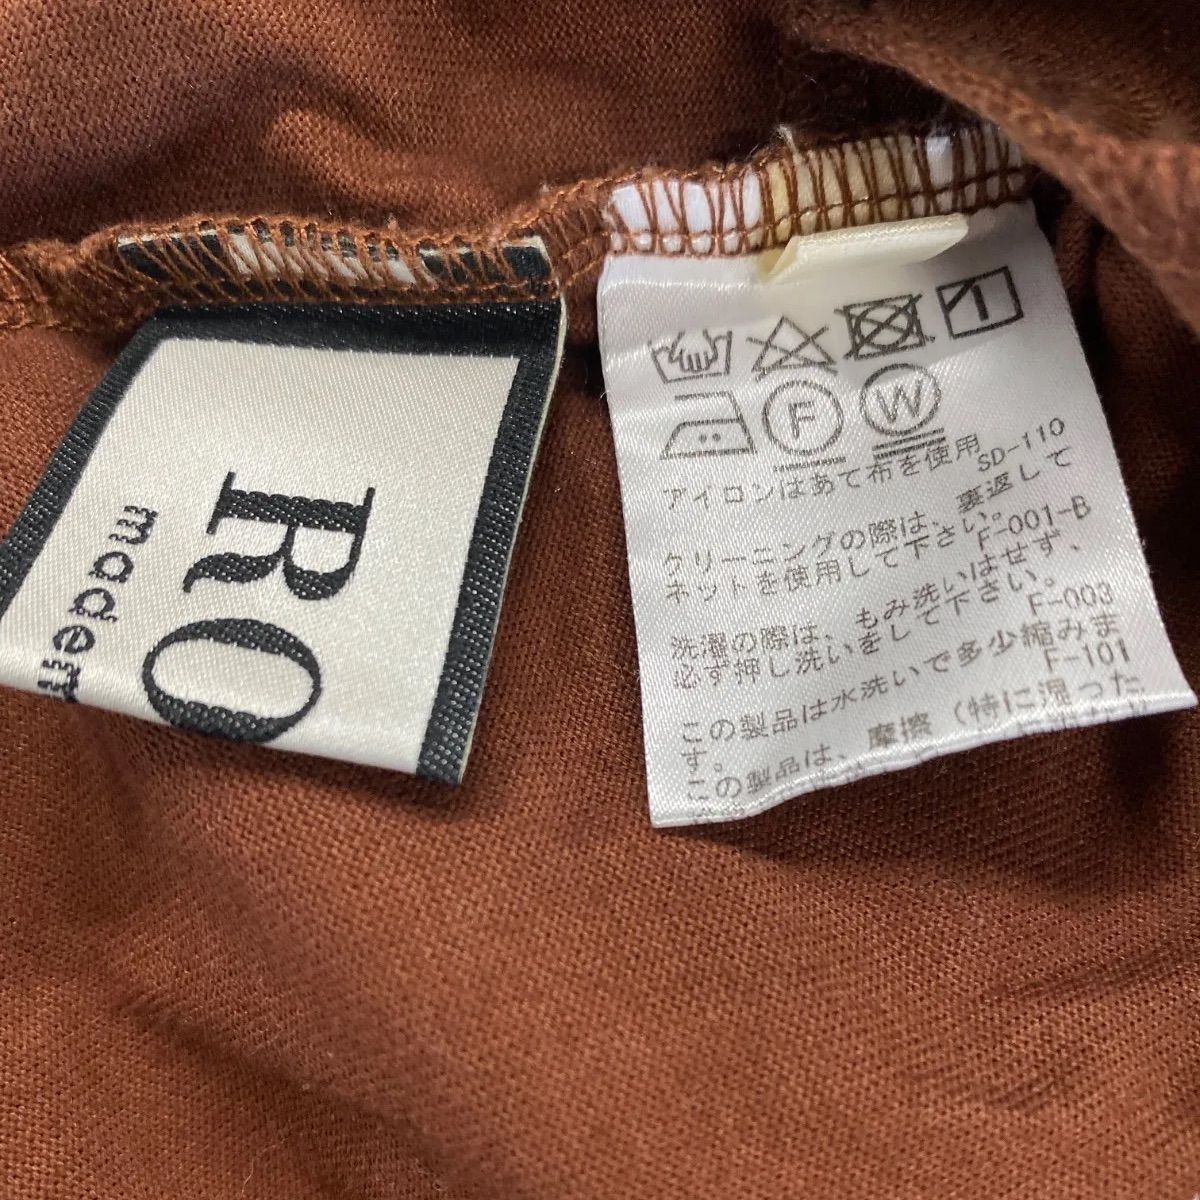 RO
madem
F
W
アイロンはあて布を使用
SD-110
クリーニングの際は、裏返して
ネットを使用して下さい。
F-001-B
洗濯の際は、もみ洗いはせず、
必ず押し洗いをして下さい。
F-003
この製品は水洗いで多少縮みま
す。
F-101
この製品は、摩擦（特に湿った